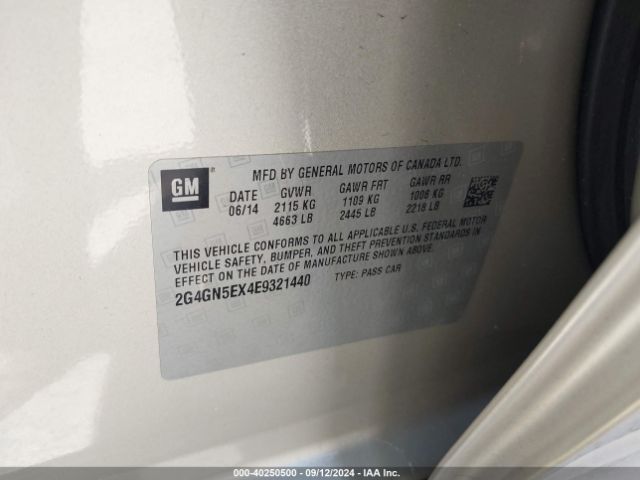 GM
MFD BY GENERAL MOTORS OF CANADA LTD.
DATE GVWR GAWR FRT GAWR RR
06/14 2115 KG 1109 KG 1006 KG
4663 LB 2445 LB 2218 LB
THIS VEHICLE CONFORMS TO ALL APPLICABLE U.S. FEDERAL MOTOR
VEHICLE SAFETY, BUMPER, AND THEFT PREVENTION STANDARDS IN
EFFECT ON THE DATE OF MANUFACTURE SHOWN ABOVE.
2G4GN5EX4E9321440 TYPE: PASS CAR
000-40250500 - 09/12/2024 - IAA Inc.